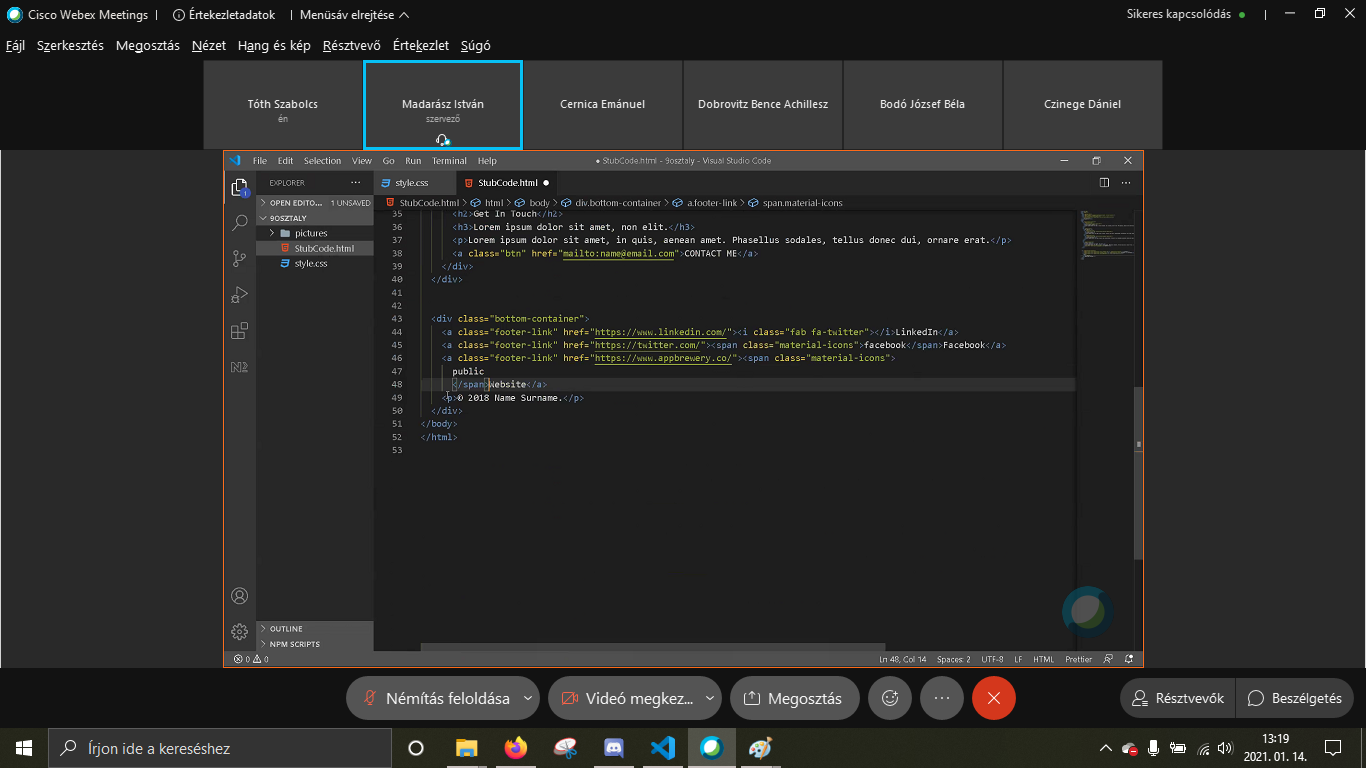 Cisco Webex Meetings | Értekezletadatok | Menüsáv elrejtése Sikeres kapcsolódás
Fájl Szerkesztés Megosztás Nézet Hang és kép Résztvevő Értekezlet Súgó
Tóth Szabolcs
én
Madarász István
szervező
Cernica Emánuel
Dobrovitz Bence Achillesz
Bodó József Béla
Czinege Dániel
File Edit Selection View Go Run Terminal Help ● StubCode.html - 9osztaly - Visual Studio Code
EXPLORER
OPEN EDITO... 1 UNSAVED
9OSZTALY
pictures
StubCode.html
style.css
OUTLINE
NPM SCRIPTS
1
style.css StubCode.html ●
StubCode.html > html > body > div.bottom-container > a.footer-link > span.material-icons
35 <h2>Get In Touch</h2>
36 <h3>Lorem ipsum dolor sit amet, non elit.</h3>
37 <p>Lorem ipsum dolor sit amet, in quis, aenean amet. Phasellus sodales, tellus donec dui, ornare erat.</p>
38 <a class="btn" href="mailto:name@email.com">CONTACT ME</a>
39 </div>
40 </div>
41
42
43 <div class="bottom-container">
44 <a class="footer-link" href="https://www.linkedin.com/"><i class="fab fa-twitter"></i>LinkedIn</a>
45 <a class="footer-link" href="https://twitter.com/"><span class="material-icons">facebook</span>Facebook</a>
46 <a class="footer-link" href="https://www.appbrewery.co/"><span class="material-icons">
47 public
48 </span>Website</a>
49 <p>© 2018 Name Surname.</p>
50 </div>
51 </body>
52 </html>
53
0 0 Ln 48, Col 14 Spaces: 2 UTF-8 LF HTML Prettier
Némítás feloldása Videó megkez... Megosztás Résztvevők Beszélgetés
Írjon ide a kereséshez
13:19
2021. 01. 14.